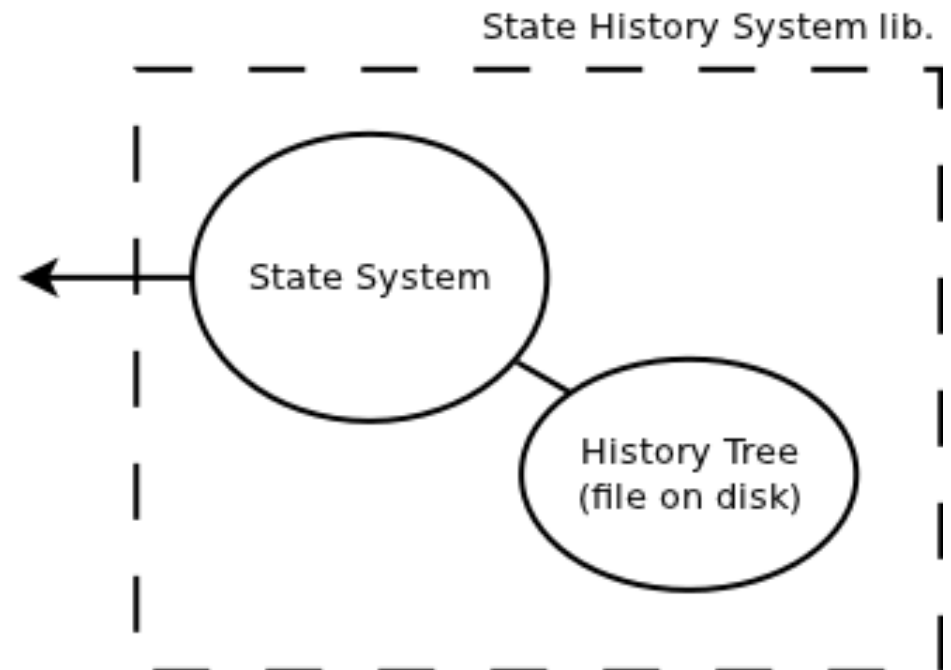 State History System lib.
State System
History Tree
(file on disk)